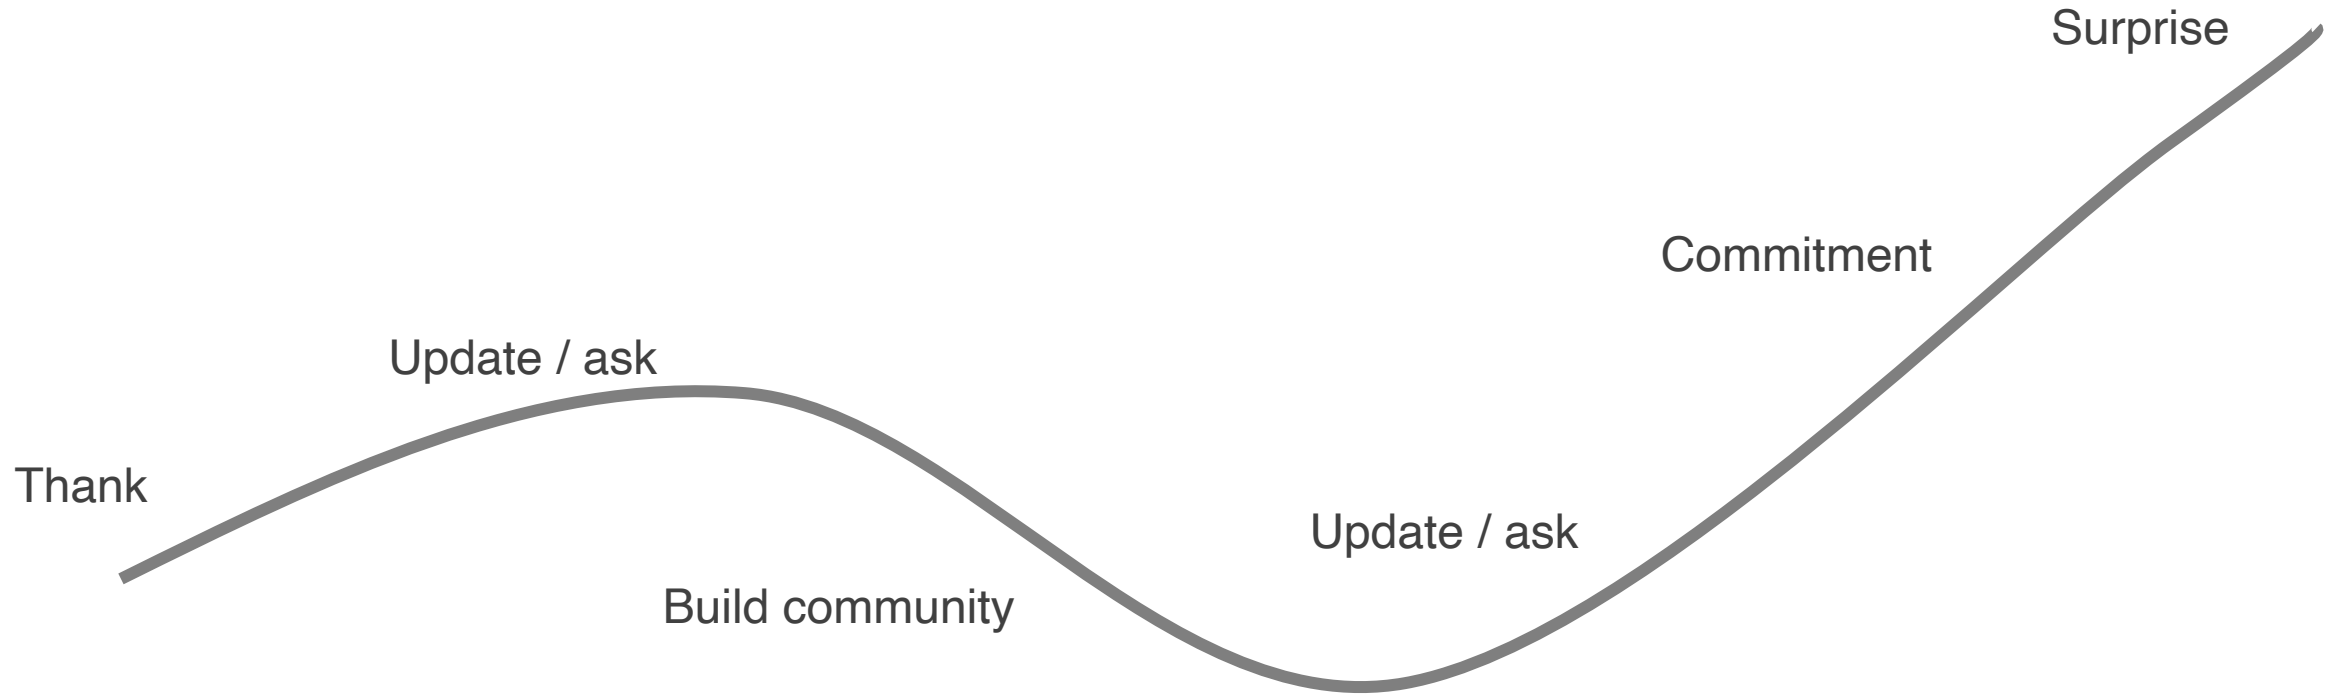 Thank
Update / ask
Build community
Update / ask
Commitment
Surprise